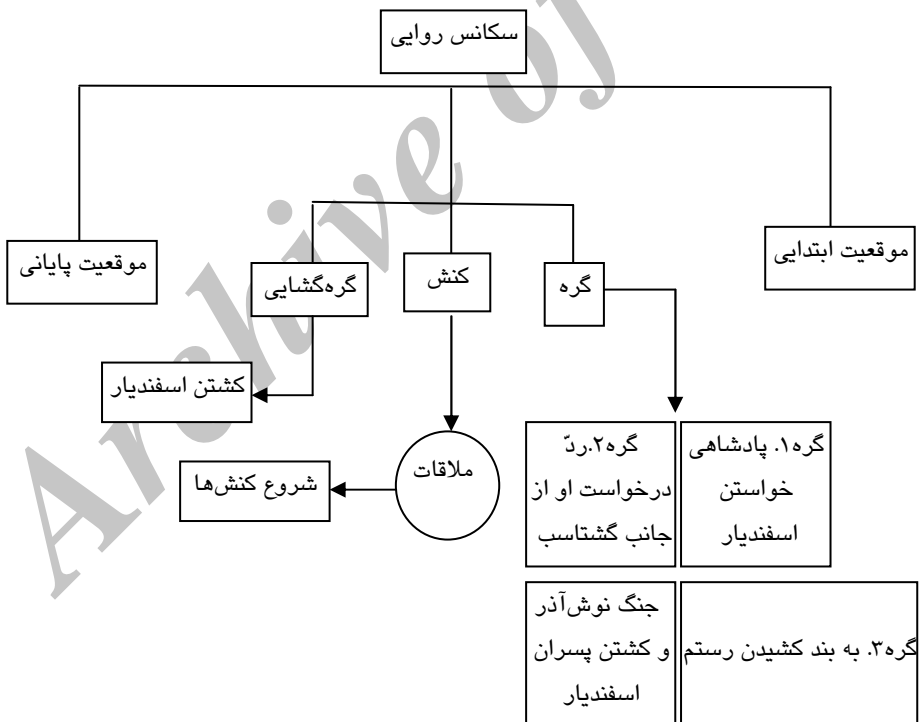 سکانس روایی
موقعیت ابتدایی
گره
کنش
گره‌گشایی
موقعیت پایانی
گره۱. پادشاهی
خواستن
اسفندیار
گره۲.ردّ
درخواست او از
جانب گشتاسب
گره۳. به بند کشیدن رستم
جنگ نوش‌آذر
و کشتن پسران
اسفندیار
ملاقات
شروع کنش‌ها
کشتن اسفندیار
Archive of